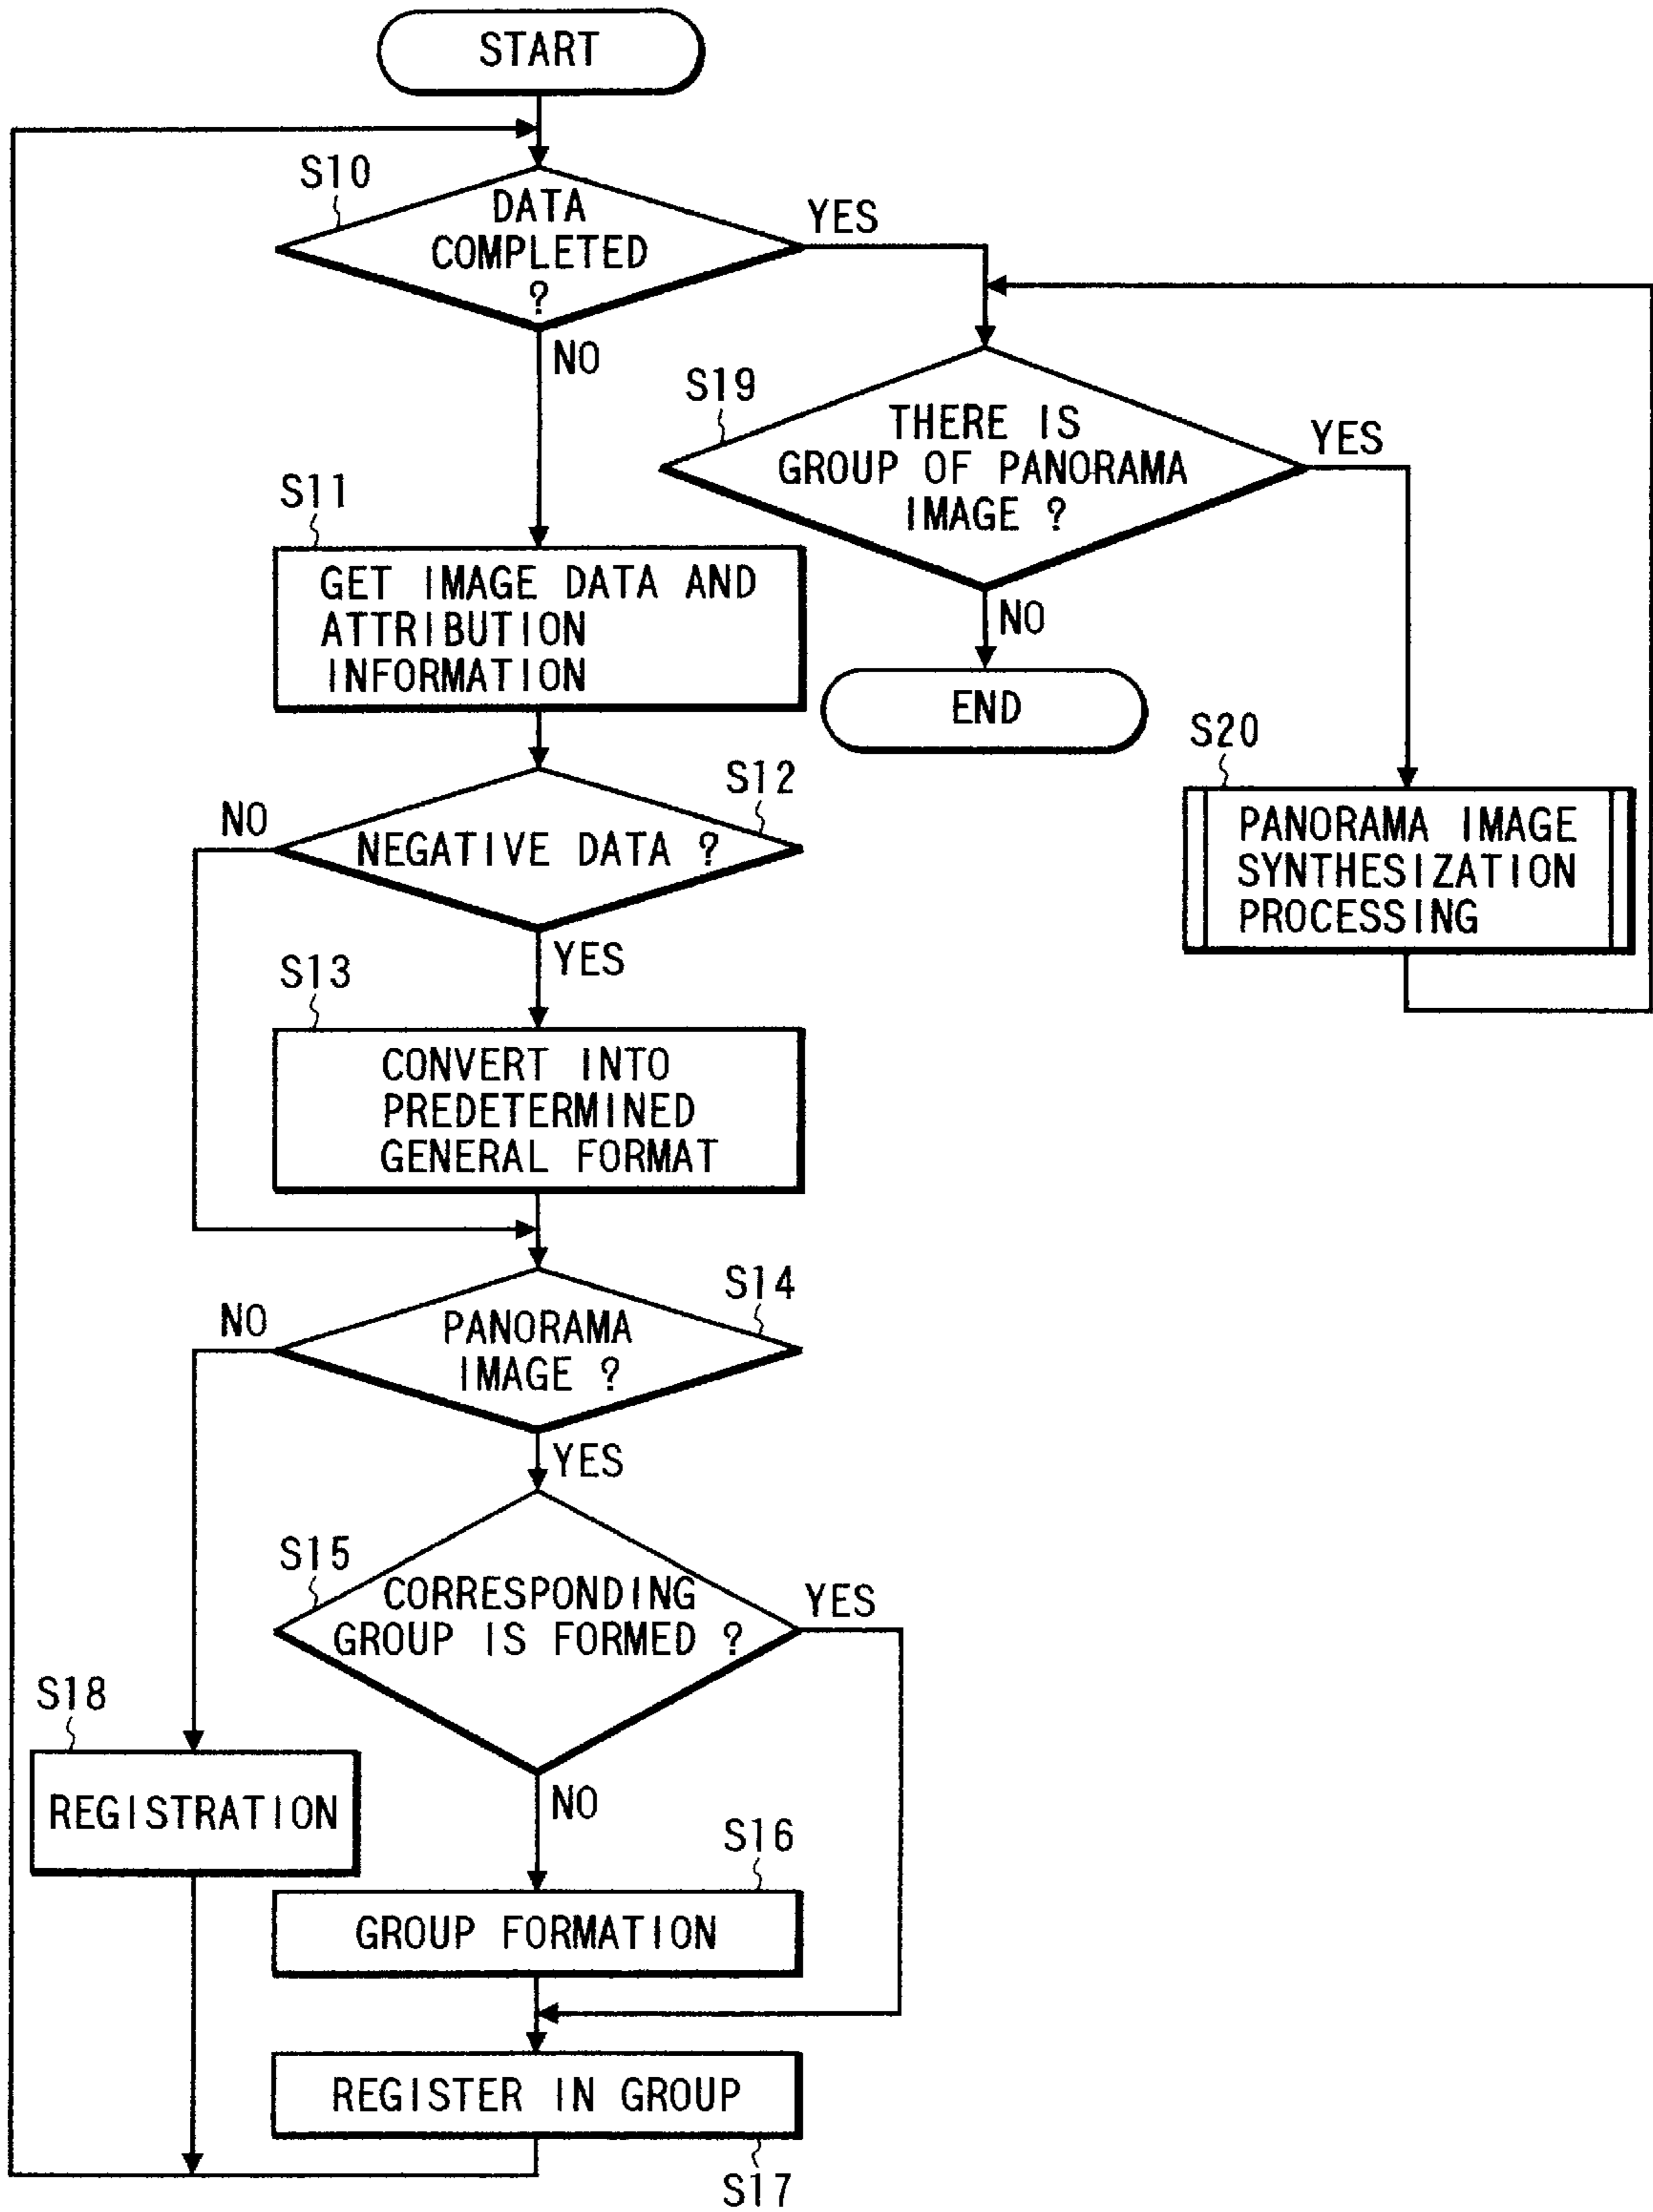 START
S10
DATA
COMPLETED
?
YES
NO
S19
THERE IS
GROUP OF PANORAMA
IMAGE ?
YES
NO
END
S11
GET IMAGE DATA AND
ATTRIBUTION
INFORMATION
S20
PANORAMA IMAGE
SYNTHESIZATION
PROCESSING
S12
NO
NEGATIVE DATA ?
YES
S13
CONVERT INTO
PREDETERMINED
GENERAL FORMAT
S14
NO
PANORAMA
IMAGE ?
YES
S15
CORRESPONDING
GROUP IS FORMED ?
YES
NO
S18
REGISTRATION
S16
GROUP FORMATION
REGISTER IN GROUP
S17